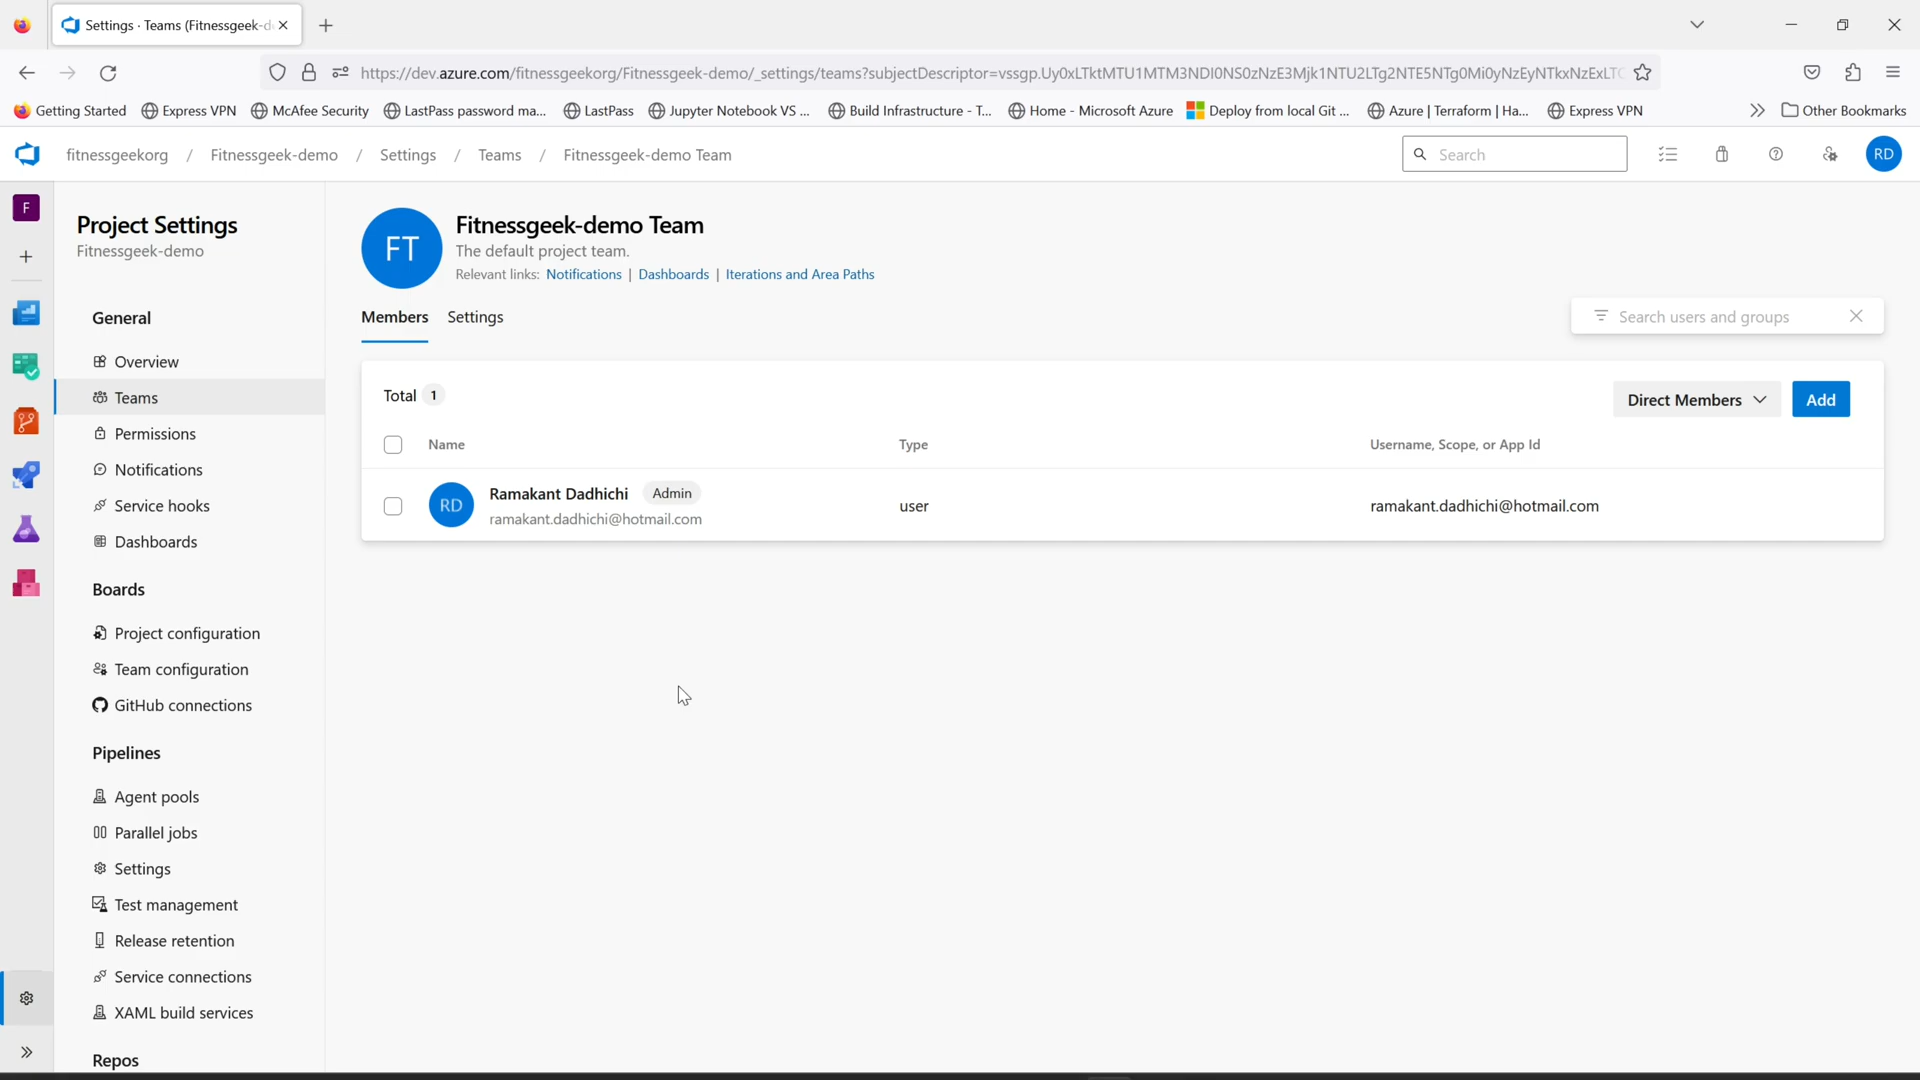 Settings · Teams (Fitnessgeek-d
https://dev.azure.com/fitnessgeekorg/Fitnessgeek-demo/_settings/teams?subjectDescriptor=vssgp.Uy0xLTktMTU1MTM3NDI0NS0zNzE3Mjk1NTU2LTg2NTE5NTg0Mi0yNzEyNTkxNzExLTC
Getting Started
Express VPN
McAfee Security
LastPass password ma...
LastPass
Jupyter Notebook VS ...
Build Infrastructure - T...
Home - Microsoft Azure
Deploy from local Git ...
Azure | Terraform | Ha...
Express VPN
Other Bookmarks
fitnessgeekorg / Fitnessgeek-demo / Settings / Teams / Fitnessgeek-demo Team
Search
RD
F
Project Settings
Fitnessgeek-demo
General
Overview
Teams
Permissions
Notifications
Service hooks
Dashboards
Boards
Project configuration
Team configuration
GitHub connections
Pipelines
Agent pools
Parallel jobs
Settings
Test management
Release retention
Service connections
XAML build services
Repos
FT
Fitnessgeek-demo Team
The default project team.
Relevant links: Notifications | Dashboards | Iterations and Area Paths
Members Settings
Search users and groups
Total 1
Direct Members
Add
Name Type Username, Scope, or App Id
RD
Ramakant Dadhichi Admin
ramakant.dadhichi@hotmail.com
user
ramakant.dadhichi@hotmail.com